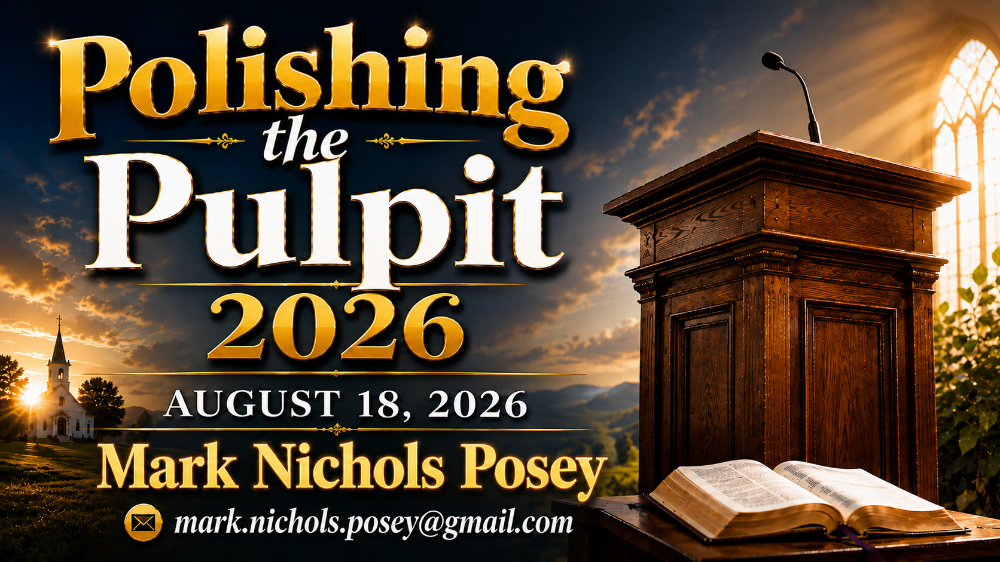 Polishing
the
Pulpit
2026
AUGUST 18, 2026
Mark Nichols Posey
mark.nichols.posey@gmail.com